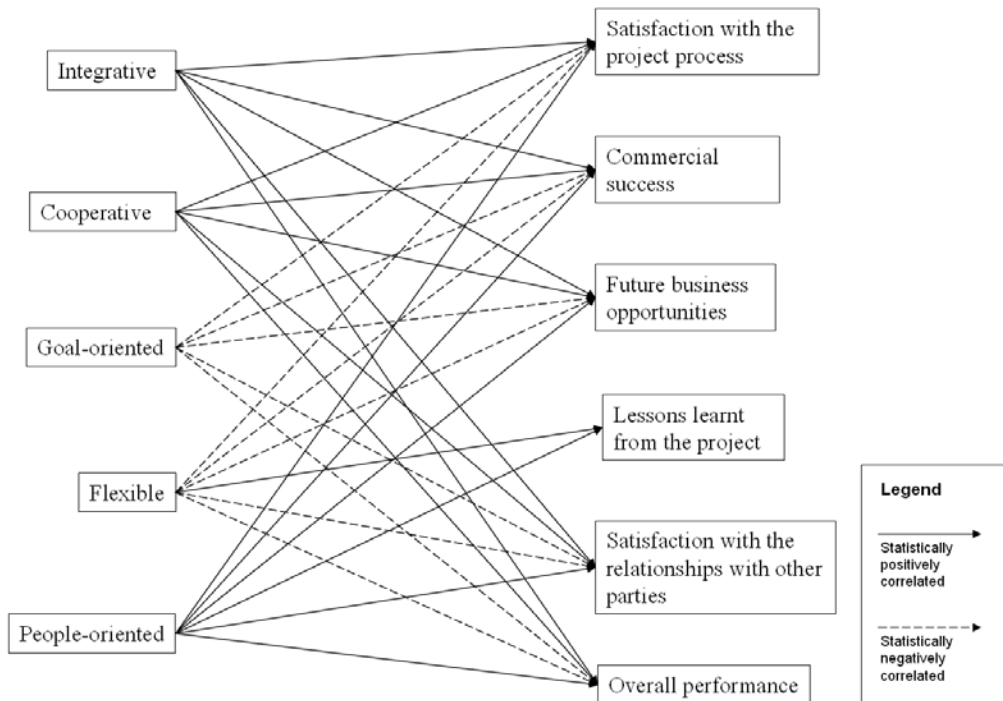 Integrative
Cooperative
Goal-oriented
Flexible
People-oriented
Satisfaction with the
project process
Commercial
success
Future business
opportunities
Lessons learnt
from the project
Satisfaction with the
relationships with other
parties
Overall performance
Legend
Statistically
positively
correlated
Statistically
negatively
correlated